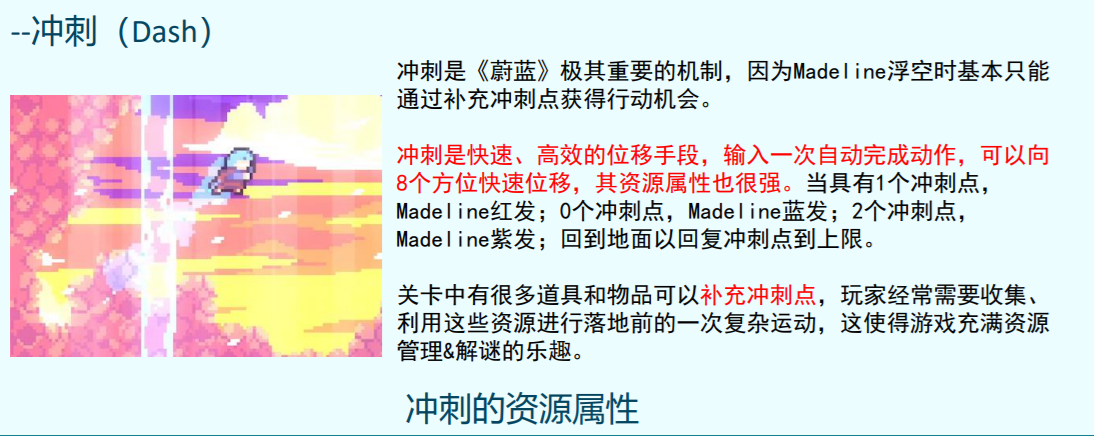 --冲刺（Dash）
冲刺是《蔚蓝》极其重要的机制，因为Madeline浮空时基本只能
通过补充冲刺点获得行动机会。
冲刺是快速、高效的位移手段，输入一次自动完成动作，可以向
8个方位快速位移，其资源属性也很强。当具有1个冲刺点，
Madeline红发；0个冲刺点，Madeline蓝发；2个冲刺点，
Madeline紫发；回到地面以回复冲刺点到上限。
关卡中有很多道具和物品可以补充冲刺点，玩家经常需要收集、
利用这些资源进行落地前的一次复杂运动，这使得游戏充满资源
管理&解谜的乐趣。
冲刺的资源属性